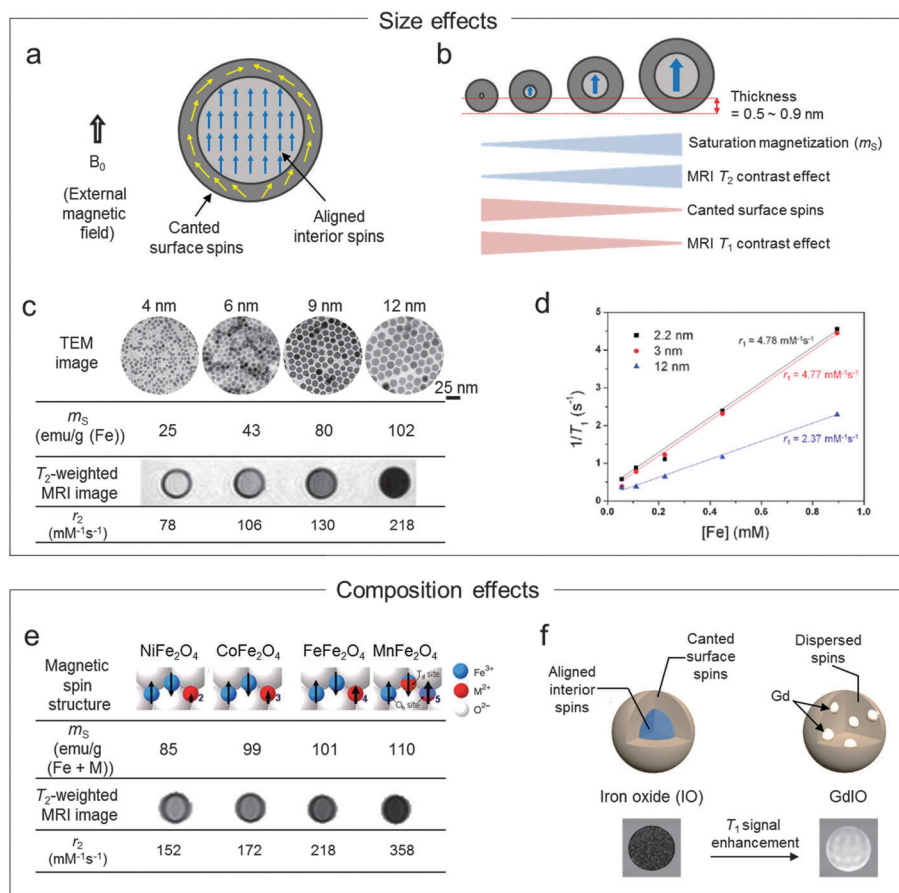 Size effects
a
B₀
(External
magnetic
field)
Canted
surface spins
Aligned
interior spins
b
Thickness
= 0.5 ~ 0.9 nm
Saturation magnetization (mS)
MRI T₂ contrast effect
Canted surface spins
MRI T₁ contrast effect
c
4 nm 6 nm 9 nm 12 nm
TEM
image
25 nm
mS
(emu/g (Fe))
25 43 80 102
T₂-weighted
MRI image
r₂
(mM⁻¹s⁻¹)
78 106 130 218
d
2.2 nm
3 nm
12 nm
r₁ = 4.78 mM⁻¹s⁻¹
r₁ = 4.77 mM⁻¹s⁻¹
r₁ = 2.37 mM⁻¹s⁻¹
1/T₁ (s⁻¹)
5
4
3
2
1
0
0.0 0.2 0.4 0.6 0.8 1.0
[Fe] (mM)
Composition effects
e
NiFe₂O₄ CoFe₂O₄ FeFe₂O₄ MnFe₂O₄
Magnetic
spin
structure
2 3 4 5
Td site
Oh site
Fe³⁺
M²⁺
O²⁻
mS
(emu/g
(Fe + M))
85 99 101 110
T₂-weighted
MRI image
r₂
(mM⁻¹s⁻¹)
152 172 218 358
f
Canted
surface
spins
Aligned
interior
spins
Iron oxide (IO)
Dispersed
spins
Gd
GdIO
T₁ signal
enhancement